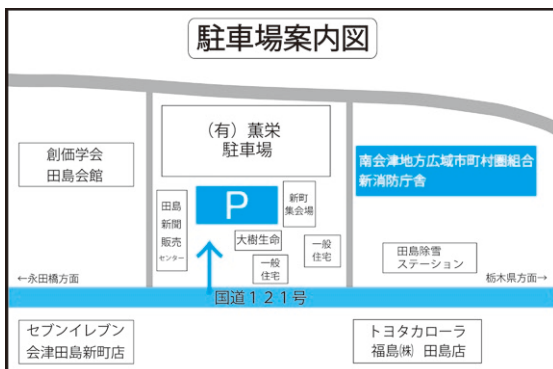 駐車場案内図
（有）薫栄
駐車場
創価学会
田島会館
南会津地方広域市町村圏組合
新消防庁舎
田島
新聞
販売
センター
P
新町
集会場
大樹生命
一般
住宅
一般
住宅
田島除雪
ステーション
←永田橋方面
栃木県方面→
国道１２１号
セブンイレブン
会津田島新町店
トヨタカローラ
福島㈱ 田島店